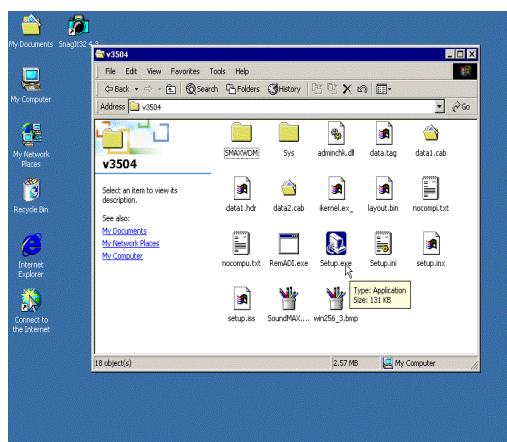 My Documents
SnagIt32 4.3
My Computer
My Network
Places
Recycle Bin
Internet
Explorer
Connect to
the Internet
v3504
File Edit View Favorites Tools Help
Back Search Folders History
Address v3504 Go
v3504
Select an item to view its
description.
See also:
My Documents
My Network Places
My Computer
SMAXWDM Sys adminchk.dll data.tag data1.cab
data1.hdr data2.cab ikernel.ex_ layout.bin nocompi.txt
nocompu.txt RemADI.exe Setup.exe Setup.ini setup.inx
Type: Application
Size: 131 KB
setup.iss SoundMAX.... win256_3.bmp
18 object(s) 2.57 MB My Computer